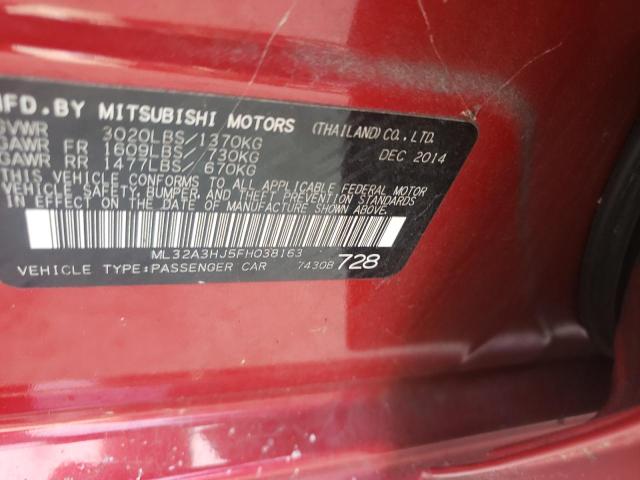 MFD. BY MITSUBISHI MOTORS (THAILAND) CO., LTD.
GVWR 3020LBS/1370KG DEC 2014
GAWR FR 1609LBS/ 730KG
GAWR RR 1477LBS/ 670KG
THIS VEHICLE CONFORMS TO ALL APPLICABLE FEDERAL MOTOR
VEHICLE SAFETY, BUMPER AND THEFT PREVENTION STANDARDS
IN EFFECT ON THE DATE OF MANUFACTURE SHOWN ABOVE.
ML32A3HJ5FH038163
VEHICLE TYPE:PASSENGER CAR 7430B 728